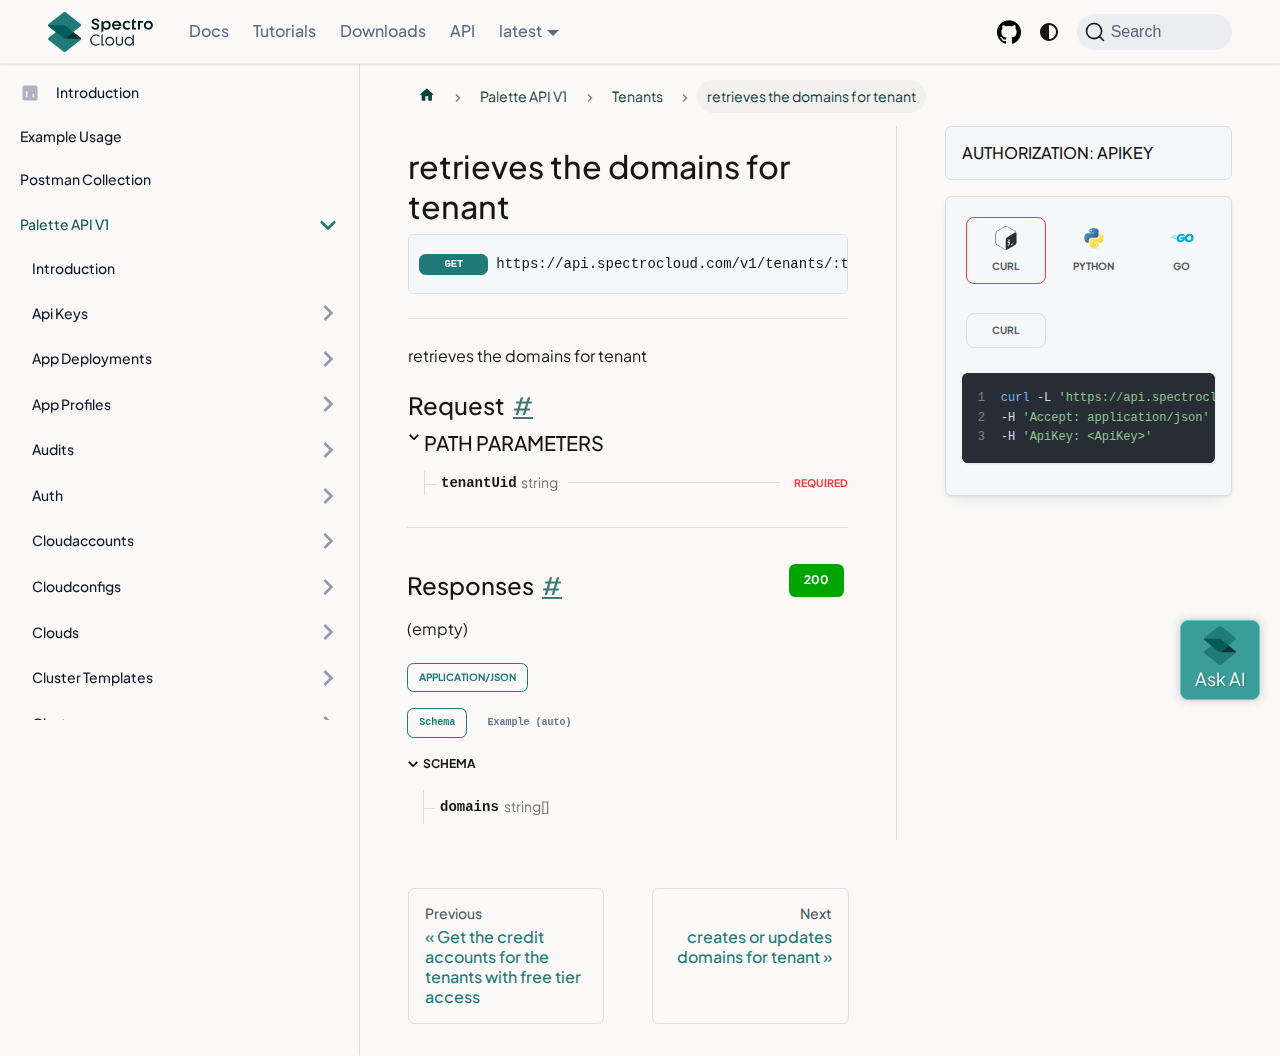 Spectro Cloud
Docs
Tutorials
Downloads
API
latest
Search
Introduction
Example Usage
Postman Collection
Palette API V1
Introduction
Api Keys
App Deployments
App Profiles
Audits
Auth
Cloudaccounts
Cloudconfigs
Clouds
Cluster Templates
Palette API V1
Tenants
retrieves the domains for tenant
retrieves the domains for
tenant
GET https://api.spectrocloud.com/v1/tenants/:t
retrieves the domains for tenant
Request #
PATH PARAMETERS
tenantUid string REQUIRED
Responses #
200
(empty)
APPLICATION/JSON
Schema
Example (auto)
SCHEMA
domains string[]
Previous
« Get the credit
accounts for the
tenants with free tier
access
Next
creates or updates
domains for tenant »
AUTHORIZATION: APIKEY
CURL
PYTHON
GO
CURL
1 curl -L 'https://api.spectrocl
2 -H 'Accept: application/json'
3 -H 'ApiKey: <ApiKey>'
Ask AI